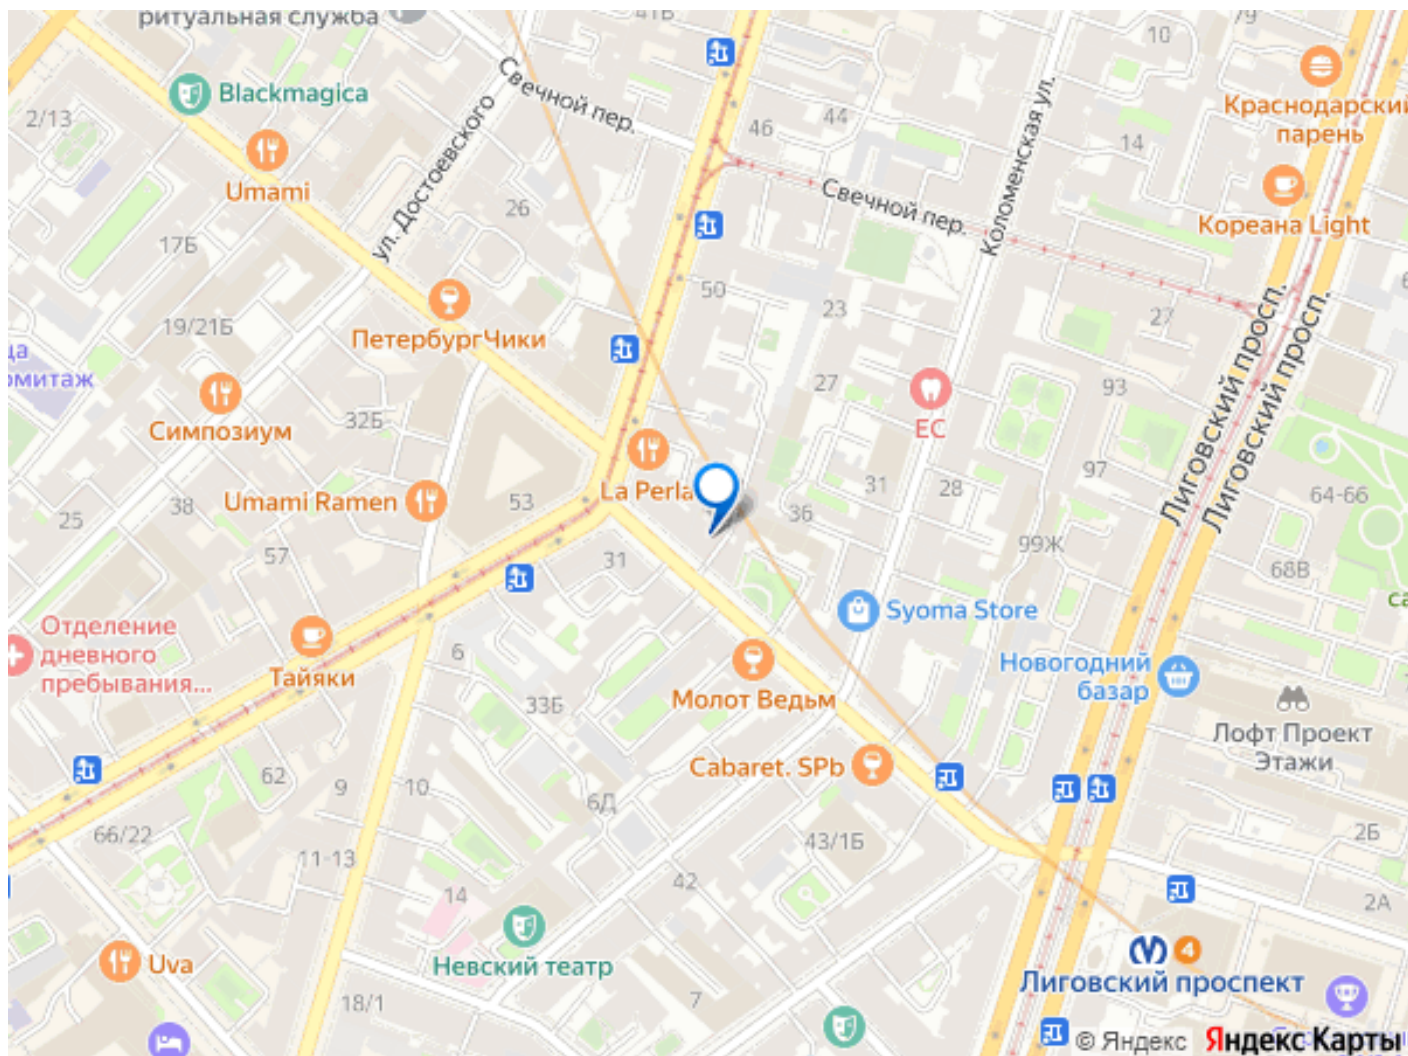 ритуальная служба
41Б
79
10
Blackmagica
2/13
Свечной пер.
46
44
14
Краснодарский
парень
Umami
ул. Достоевского
26
Свечной пер.
Коломенская ул.
Кореана Light
17Б
50
23
27
19/21Б
ПетербургЧики
Лиговский просп.
Лиговский просп.
омитаж
27
93
Симпозиум
32Б
ЕС
Umami Ramen
53
La Perla
31
28
97
64-66
25
38
36
57
31
99Ж
68В
Отделение
дневного
пребывания...
Тайяки
6
Syoma Store
Новогодний
базар
33Б
Молот Ведьм
Лофт Проект
Этажи
62
9
10
Cabaret. SPb
6Д
66/22
11-13
43/1Б
2Б
14
42
2А
Uva
Невский театр
4
Лиговский проспект
18/1
7
© Яндекс
Яндекс Карты